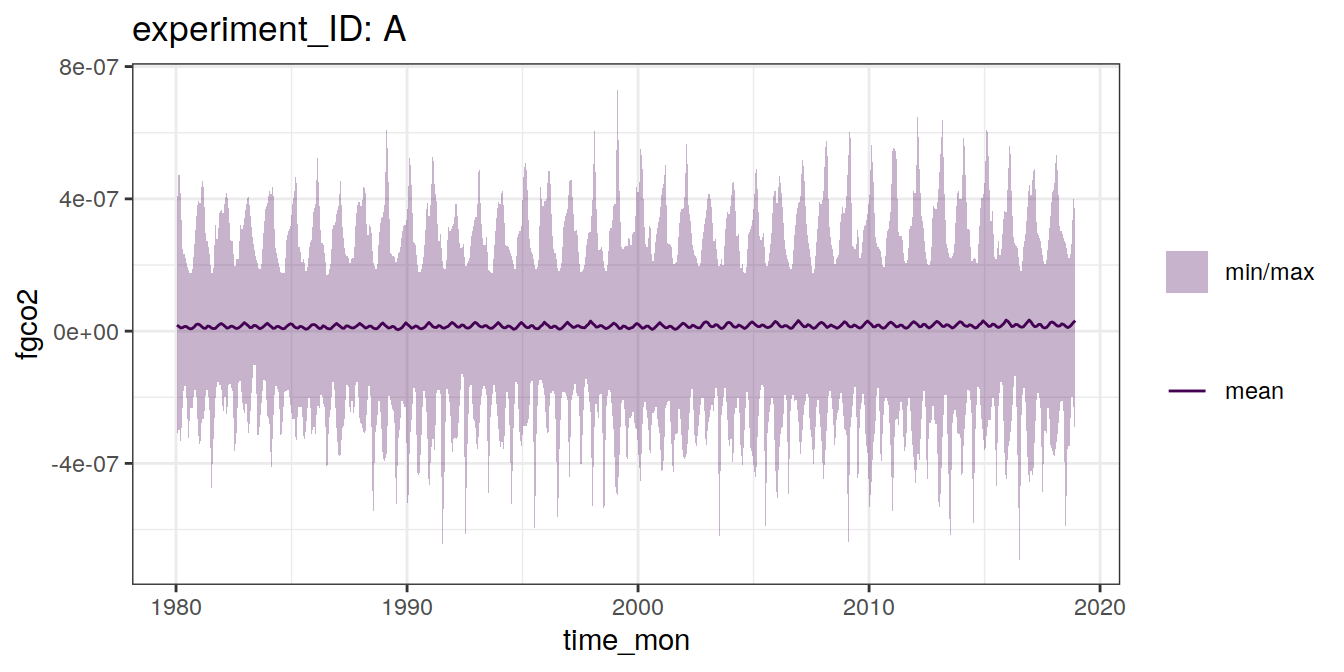 experiment_ID: A
8e-07
4e-07
0e+00
-4e-07
fgco2
1980
1990
2000
2010
2020
time_mon
min/max
mean